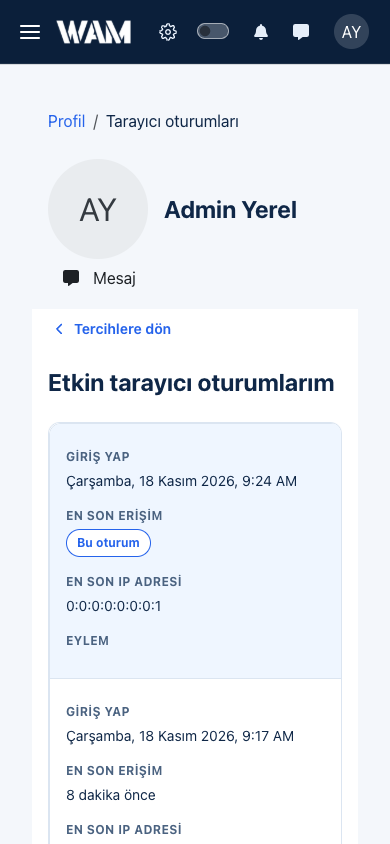 WAM
AY
Profil / Tarayıcı oturumları
AY
Admin Yerel
Mesaj
Tercihlere dön
Etkin tarayıcı oturumlarım
GİRİŞ YAP
Çarşamba, 18 Kasım 2026, 9:24 AM
EN SON ERİŞİM
Bu oturum
EN SON IP ADRESİ
0:0:0:0:0:0:0:1
EYLEM
GİRİŞ YAP
Çarşamba, 18 Kasım 2026, 9:17 AM
EN SON ERİŞİM
8 dakika önce
EN SON IP ADRESİ